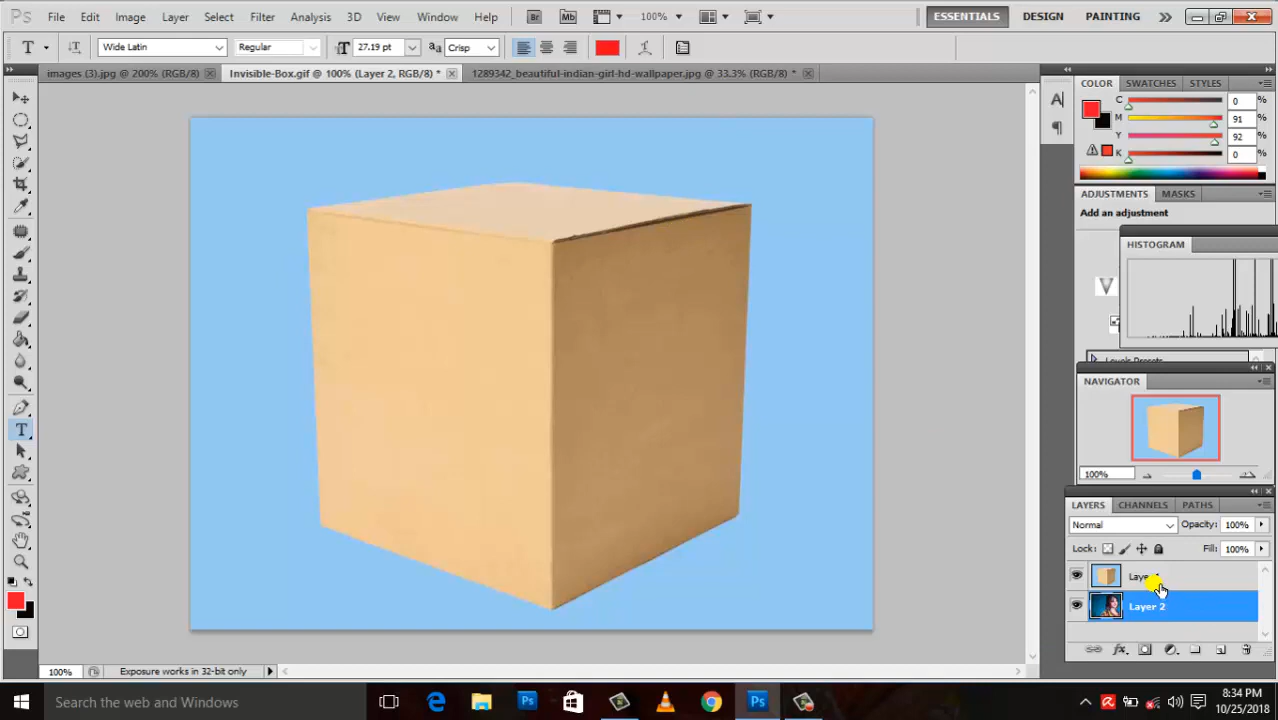 Ps File Edit Image Layer Select Filter Analysis 3D View Window Help Br Mb 100% ESSENTIALS DESIGN PAINTING
T Wide Latin Regular 27.19 pt Crisp
images (3).jpg @ 200% (RGB/8) Invisible-Box.gif @ 100% (Layer 2, RGB/8) * 1289342_beautiful-indian-girl-hd-wallpaper.jpg @ 33.3% (RGB/8) *
COLOR SWATCHES STYLES
C 0 %
M 91 %
Y 92 %
K 0 %
ADJUSTMENTS MASKS
Add an adjustment
HISTOGRAM
Levels Presets
NAVIGATOR
100%
LAYERS CHANNELS PATHS
Normal Opacity: 100%
Lock: Fill: 100%
Layer 2
100% Exposure works in 32-bit only
Search the web and Windows
8:34 PM
10/25/2018